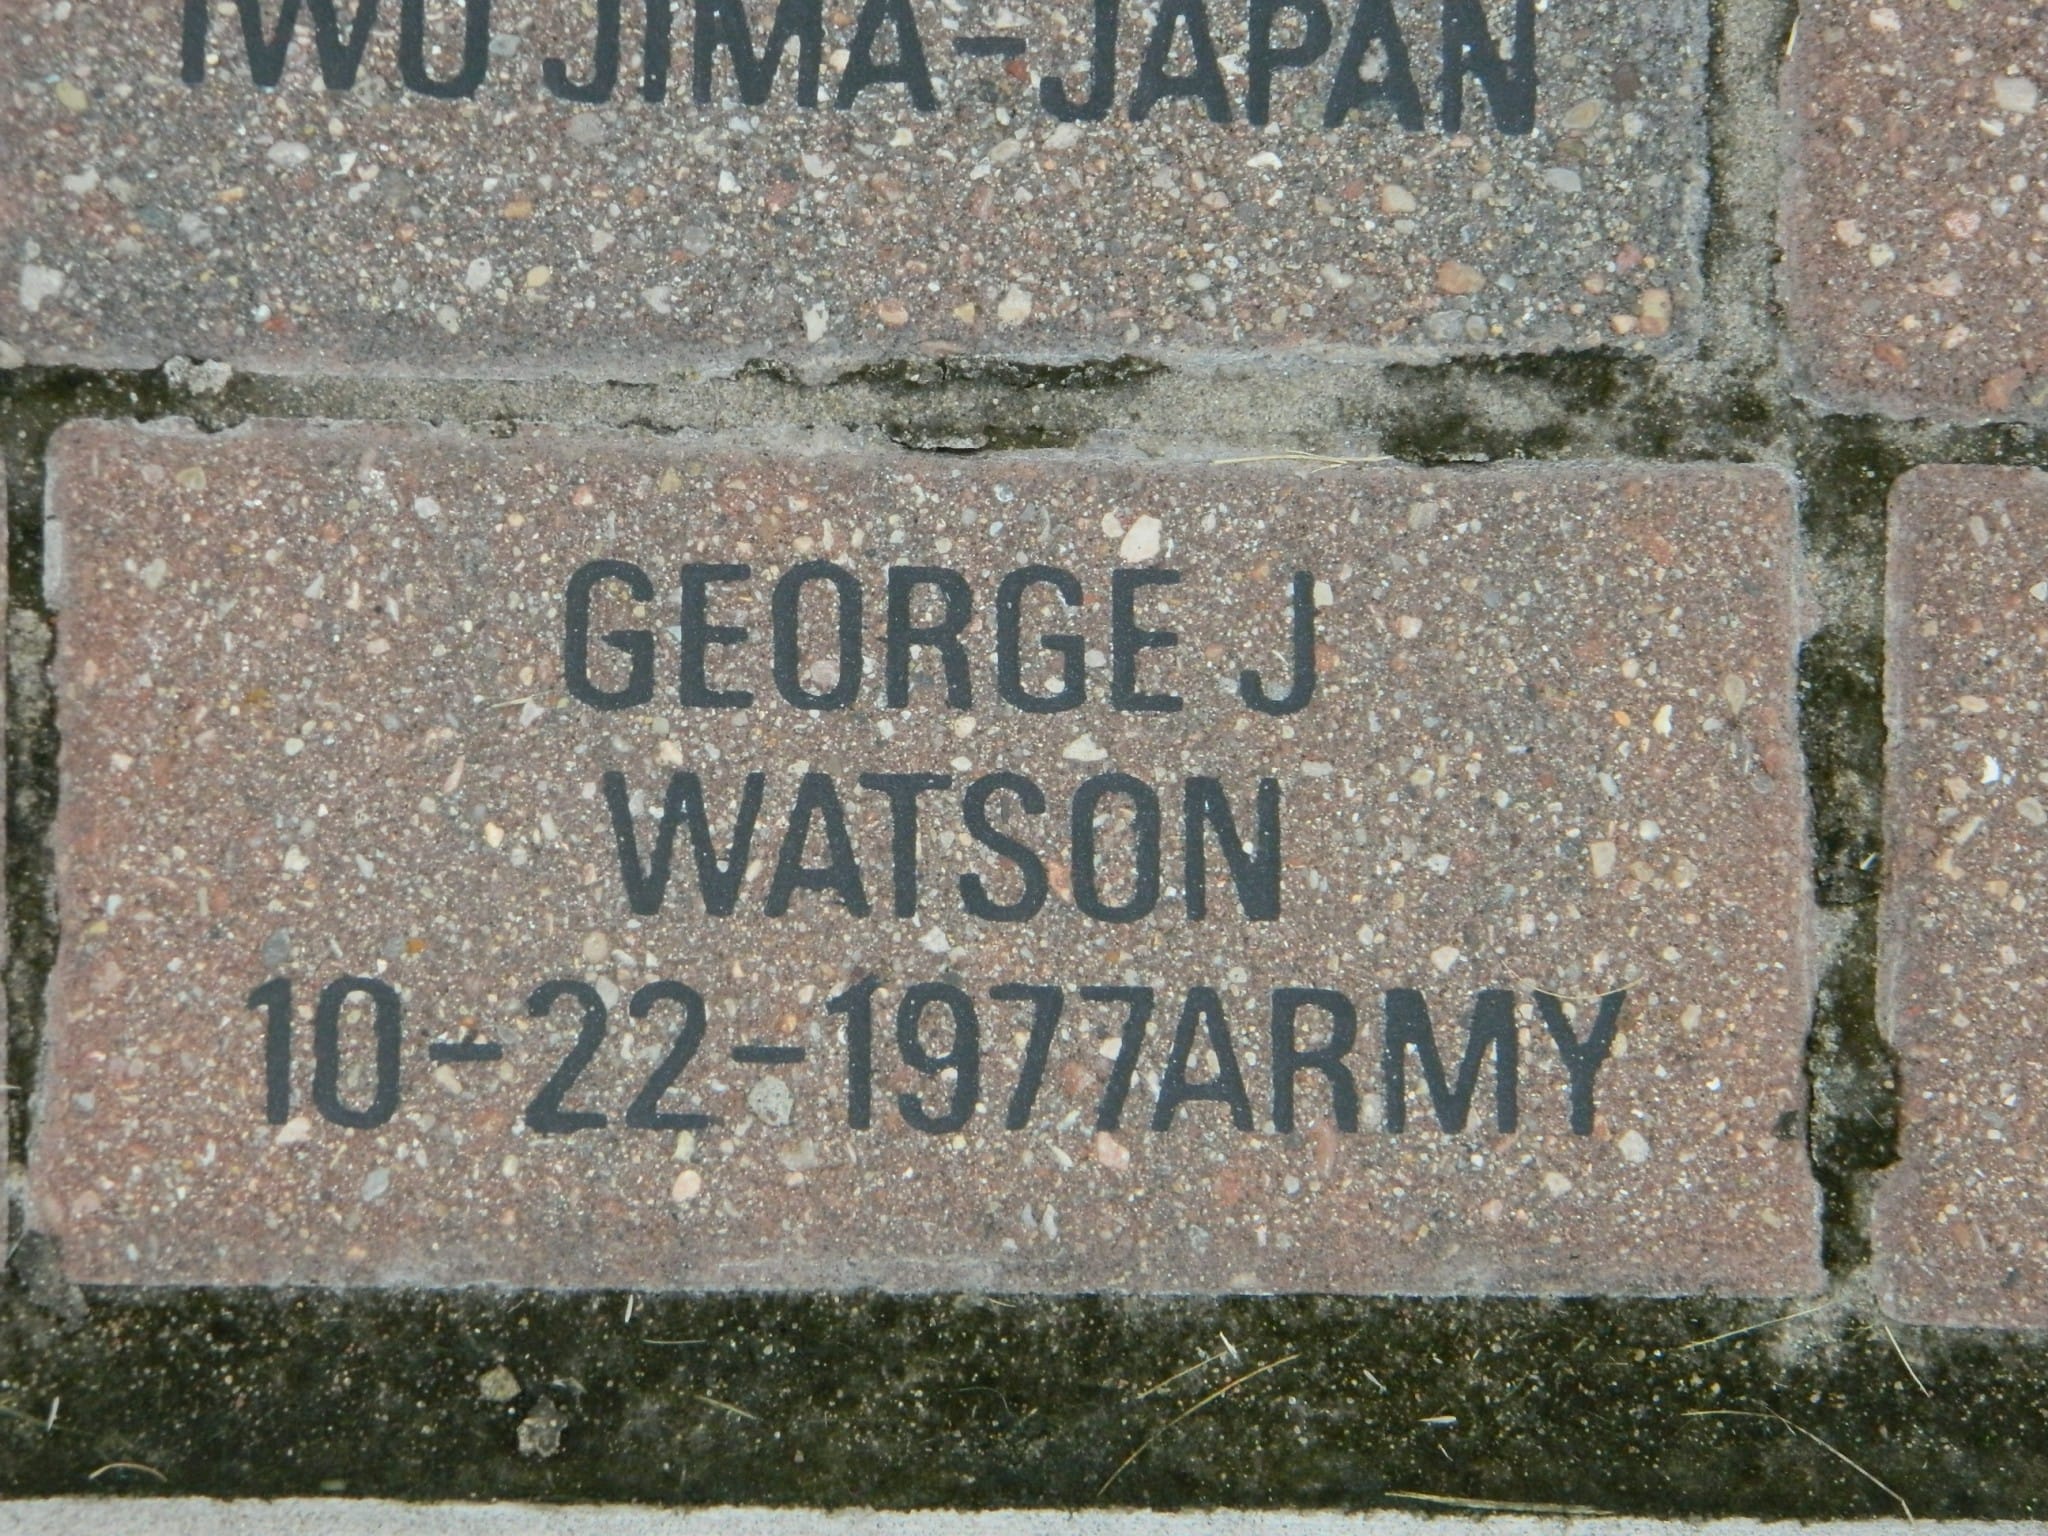 IWO JIMA-JAPAN
GEORGE J
WATSON
10-22-1977ARMY